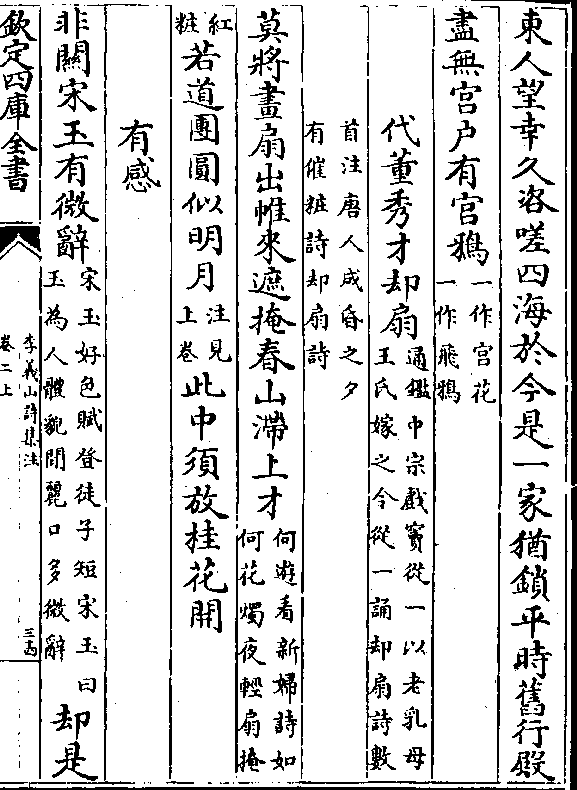 東人望幸久咨嗟四海於今是一家猶鎖平時舊行殿
盡無宮户有宮鴉一作宮花
一作飛鴉
代董秀才却扇通鑑中宗戲竇從一以老乳母
王氏嫁之令從一誦却扇詩數
首注唐人成昏之夕
有催粧詩却扇詩
莫將畫扇出帷來遮掩春山滯上才何遜看新婦詩如
何花燭夜輕扇掩
紅
粧若道團圓似明月注見
上卷此中須放桂花開
有感
非關宋玉有微辭宋玉好色賦登徒子短宋玉曰
玉為人體貌閒麗口多微辭却是
欽定四庫全書
李義山詩集注
卷二上